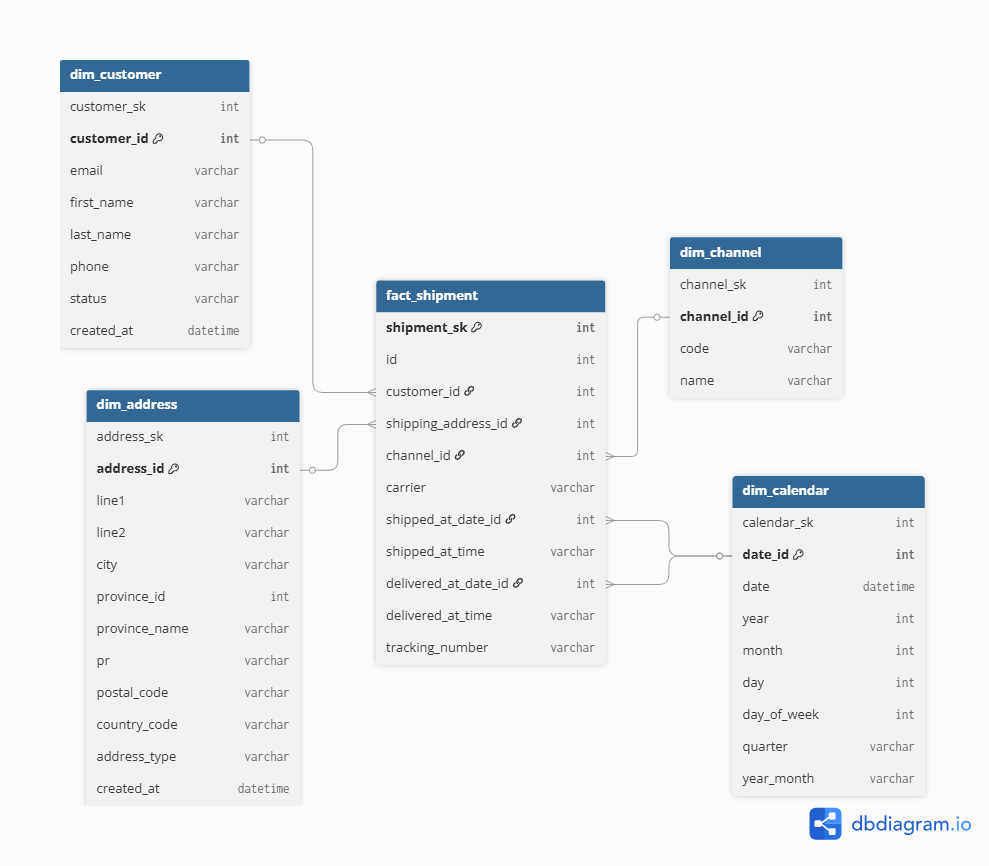 dim_customer
customer_sk int
customer_id int
email varchar
first_name varchar
last_name varchar
phone varchar
status varchar
created_at datetime
dim_address
address_sk int
address_id int
line1 varchar
line2 varchar
city varchar
province_id int
province_name varchar
pr varchar
postal_code varchar
country_code varchar
address_type varchar
created_at datetime
fact_shipment
shipment_sk int
id int
customer_id int
shipping_address_id int
channel_id int
carrier varchar
shipped_at_date_id int
shipped_at_time varchar
delivered_at_date_id int
delivered_at_time varchar
tracking_number varchar
dim_channel
channel_sk int
channel_id int
code varchar
name varchar
dim_calendar
calendar_sk int
date_id int
date datetime
year int
month int
day int
day_of_week int
quarter varchar
year_month varchar
dbdiagram.io